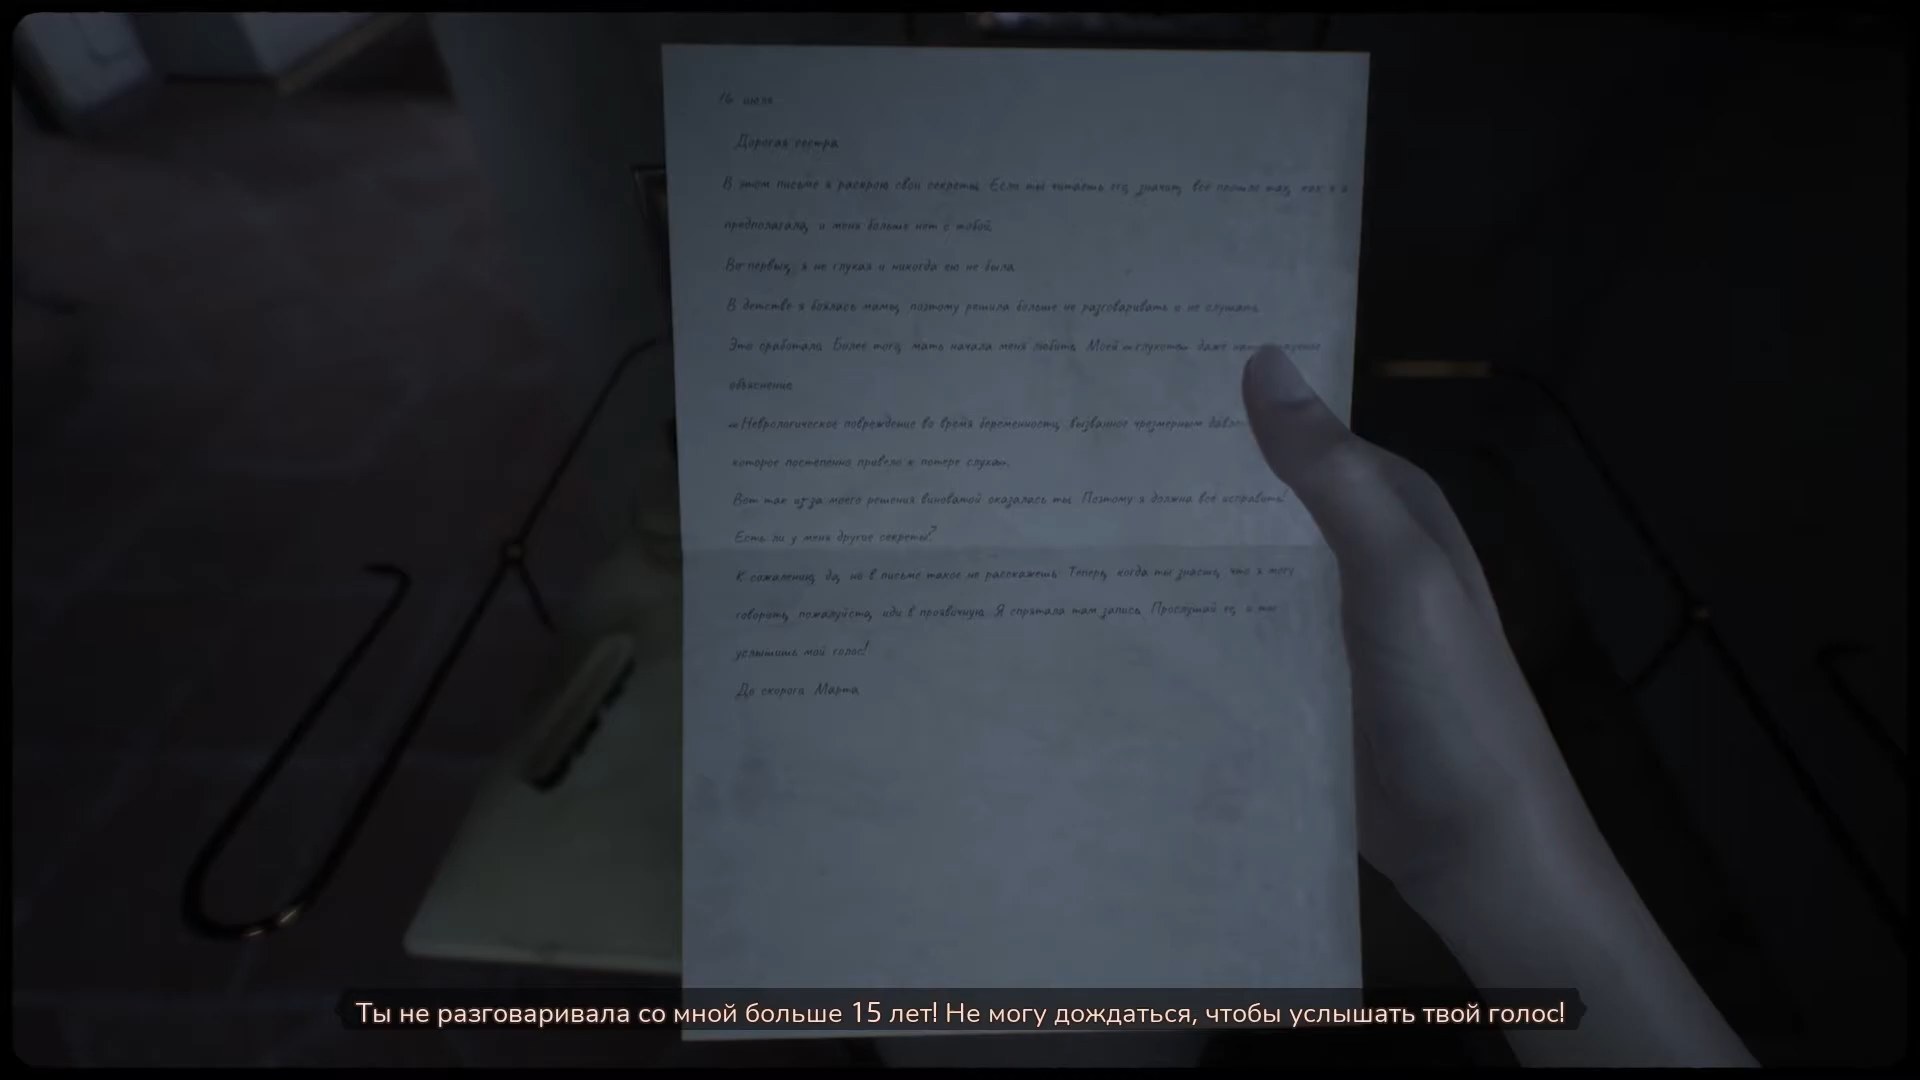 16 июля
Дорогая сестра
В этом письме я раскрою свои секреты. Если ты читаешь его, значит, всё прошло так, как я и
предполагала, и меня больше нет с тобой.
Во-первых, я не глухая и никогда ею не была.
В детстве я боялась мамы, поэтому решила больше не разговаривать и не слушать.
Это сработало. Более того, мать начала меня любить. Моей «глухоте» даже
объяснение:
«Неврологическое повреждение во время беременности, вызванное чрезмерным
которое постепенно привело к потере слуха».
Вот так из-за моего решения виноватой оказалась ты. Поэтому я должна всё исправить!
Есть ли у меня другие секреты?
К сожалению, да, но в письме такое не расскажешь. Теперь, когда ты знаешь, что я могу
говорить, пожалуйста, иди в прачечную. Я спрятала там запись. Прослушай её, и ты
услышишь мой голос!
До скорого. Марта
Ты не разговаривала со мной больше 15 лет! Не могу дождаться, чтобы услышать твой голос!